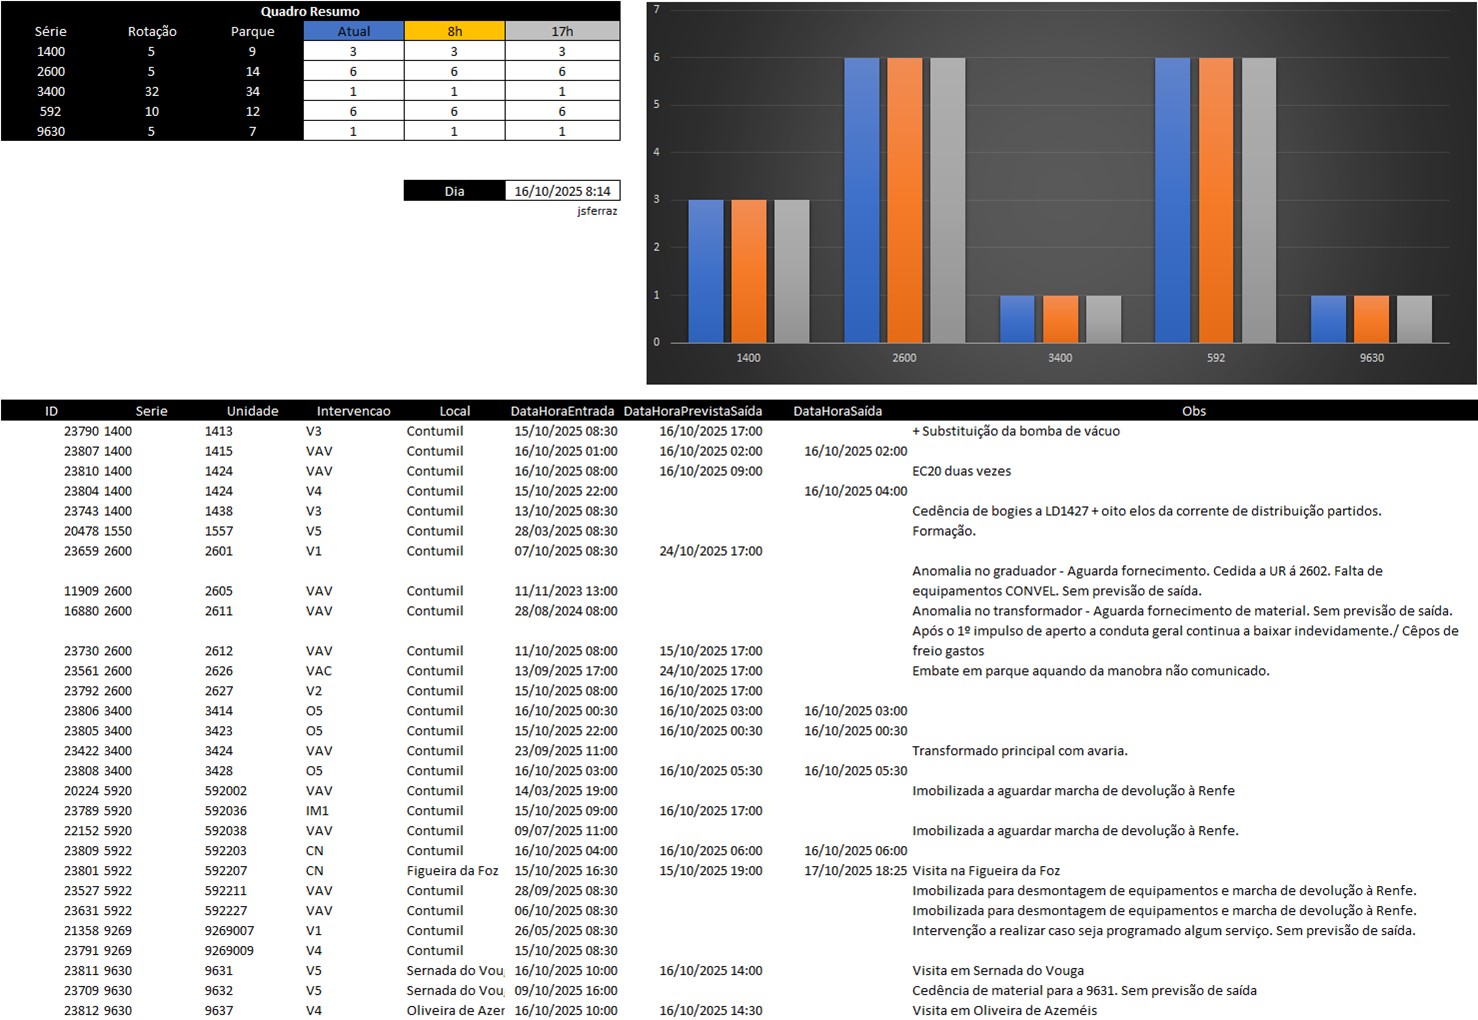 Quadro Resumo
Série Rotação Parque Atual 8h 17h
1400 5 9 3 3 3
2600 5 14 6 6 6
3400 32 34 1 1 1
592 10 12 6 6 6
9630 5 7 1 1 1
Dia 16/10/2025 8:14
jsferraz
7
6
5
4
3
2
1
0
1400 2600 3400 592 9630
ID Serie Unidade Intervencao Local DataHoraEntrada DataHoraPrevistaSaída DataHoraSaída Obs
23790 1400 1413 V3 Contumil 15/10/2025 08:30 16/10/2025 17:00 + Substituição da bomba de vácuo
23807 1400 1415 VAV Contumil 16/10/2025 01:00 16/10/2025 02:00 16/10/2025 02:00
23810 1400 1424 VAV Contumil 16/10/2025 08:00 16/10/2025 09:00 EC20 duas vezes
23804 1400 1424 V4 Contumil 15/10/2025 22:00 16/10/2025 04:00
23743 1400 1438 V3 Contumil 13/10/2025 08:30 Cedência de bogies a LD1427 + oito elos da corrente de distribuição partidos.
20478 1550 1557 V5 Contumil 28/03/2025 08:30 Formação.
23659 2600 2601 V1 Contumil 07/10/2025 08:30 24/10/2025 17:00
Anomalia no graduador - Aguarda fornecimento. Cedida a UR á 2602. Falta de
11909 2600 2605 VAV Contumil 11/11/2023 13:00 equipamentos CONVEL. Sem previsão de saída.
16880 2600 2611 VAV Contumil 28/08/2024 08:00 Anomalia no transformador - Aguarda fornecimento de material. Sem previsão de saída.
Após o 1º impulso de aperto a conduta geral continua a baixar indevidamente./ Cêpos de
23730 2600 2612 VAV Contumil 11/10/2025 08:00 15/10/2025 17:00 freio gastos
23561 2600 2626 VAC Contumil 13/09/2025 17:00 24/10/2025 17:00 Embate em parque aquando da manobra não comunicado.
23792 2600 2627 V2 Contumil 15/10/2025 08:00 16/10/2025 17:00
23806 3400 3414 O5 Contumil 16/10/2025 00:30 16/10/2025 03:00 16/10/2025 03:00
23805 3400 3423 O5 Contumil 15/10/2025 22:00 16/10/2025 00:30 16/10/2025 00:30
23422 3400 3424 VAV Contumil 23/09/2025 11:00 Transformado principal com avaria.
23808 3400 3428 O5 Contumil 16/10/2025 03:00 16/10/2025 05:30 16/10/2025 05:30
20224 5920 592002 VAV Contumil 14/03/2025 19:00 Imobilizada a aguardar marcha de devolução à Renfe
23789 5920 592036 IM1 Contumil 15/10/2025 09:00 16/10/2025 17:00
22152 5920 592038 VAV Contumil 09/07/2025 11:00 Imobilizada a aguardar marcha de devolução à Renfe.
23809 5922 592203 CN Contumil 16/10/2025 04:00 16/10/2025 06:00 16/10/2025 06:00
23801 5922 592207 CN Figueira da Foz 15/10/2025 16:30 15/10/2025 19:00 17/10/2025 18:25 Visita na Figueira da Foz
23527 5922 592211 VAV Contumil 28/09/2025 08:30 Imobilizada para desmontagem de equipamentos e marcha de devolução à Renfe.
23631 5922 592227 VAV Contumil 06/10/2025 08:30 Imobilizada para desmontagem de equipamentos e marcha de devolução à Renfe.
21358 9269 9269007 V1 Contumil 26/05/2025 08:30 Intervenção a realizar caso seja programado algum serviço. Sem previsão de saída.
23791 9269 9269009 V4 Contumil 15/10/2025 08:30
23811 9630 9631 V5 Sernada do Vou 16/10/2025 10:00 16/10/2025 14:00 Visita em Sernada do Vouga
23709 9630 9632 V5 Sernada do Vou 09/10/2025 16:00 Cedência de material para a 9631. Sem previsão de saída
23812 9630 9637 V4 Oliveira de Azer 16/10/2025 10:00 16/10/2025 14:30 Visita em Oliveira de Azeméis